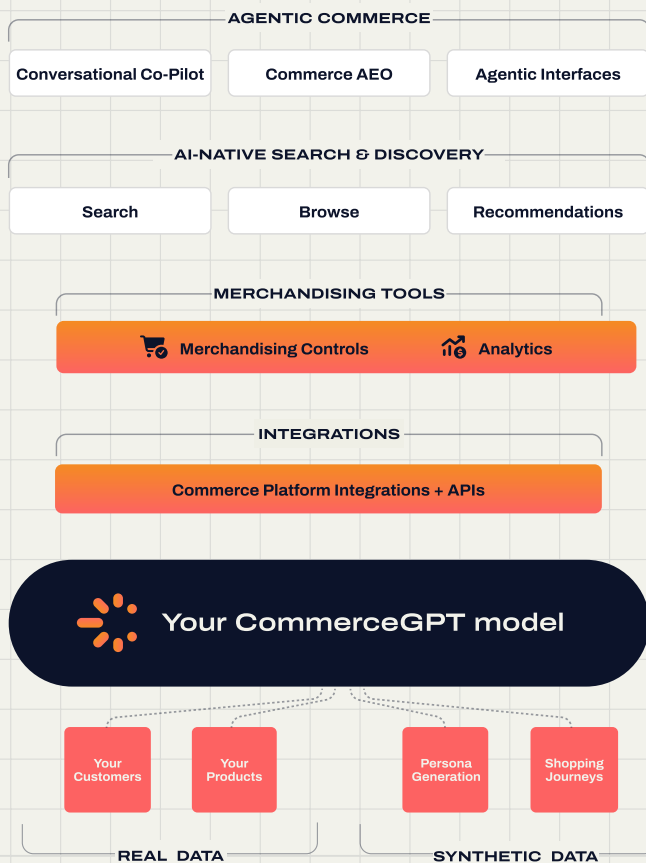 AGENTIC COMMERCE
Conversational Co-Pilot
Commerce AEO
Agentic Interfaces
AI-NATIVE SEARCH & DISCOVERY
Search
Browse
Recommendations
MERCHANDISING TOOLS
Merchandising Controls
Analytics
INTEGRATIONS
Commerce Platform Integrations + APIs
Your CommerceGPT model
Your
Customers
Your
Products
Persona
Generation
Shopping
Journeys
REAL DATA
SYNTHETIC DATA